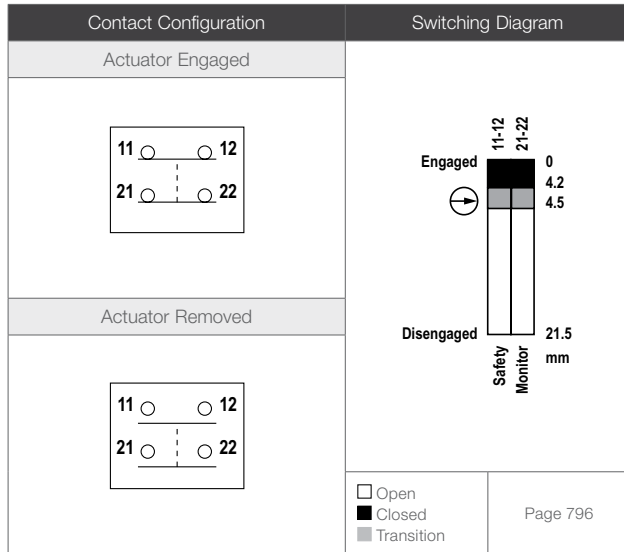 Contact Configuration
Switching Diagram
Actuator Engaged
11 12
21 22
Actuator Removed
11 12
21 22
11-12
21-22
Engaged 0
4.2
4.5
Disengaged 21.5
mm
Safety
Monitor
Open
Closed
Transition
Page 796